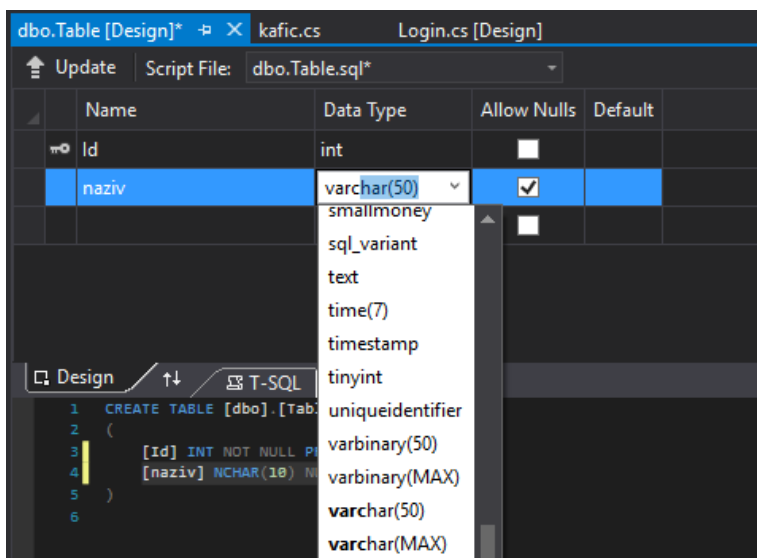 dbo.Table [Design]* kafic.cs Login.cs [Design]
Update Script File: dbo.Table.sql*
Name Data Type Allow Nulls Default
Id int
naziv varchar(50)
smallmoney
sql_variant
text
time(7)
timestamp
tinyint
uniqueidentifier
varbinary(50)
varbinary(MAX)
varchar(50)
varchar(MAX)
Design T-SQL
1 CREATE TABLE [dbo].[Tab
2 (
3 [Id] INT NOT NULL P
4 [naziv] NCHAR(10) N
5 )
6